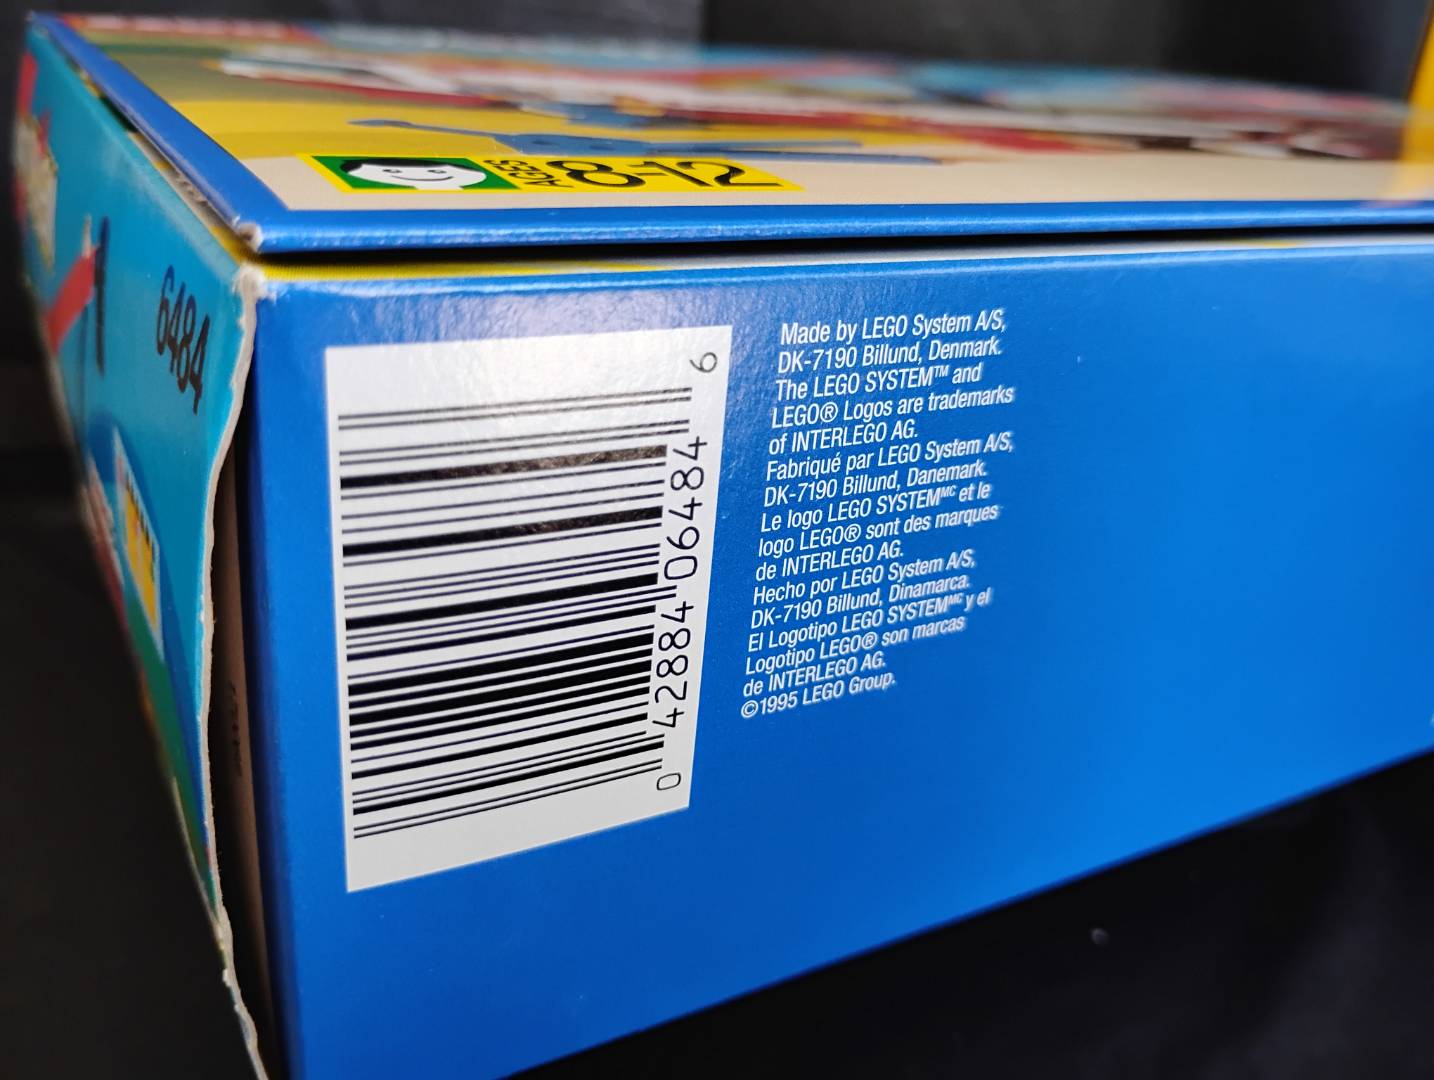 AGES
8-12
6484
0 42884 06484 6
Made by LEGO System A/S,
DK-7190 Billund, Denmark.
The LEGO SYSTEM™ and
LEGO® Logos are trademarks
of INTERLEGO AG.
Fabriqué par LEGO System A/S,
DK-7190 Billund, Danemark.
Le logo LEGO SYSTEMᴹᶜ et le
logo LEGO® sont des marques
de INTERLEGO AG.
Hecho por LEGO System A/S,
DK-7190 Billund, Dinamarca.
El Logotipo LEGO SYSTEMᴹᶜ y el
Logotipo LEGO® son marcas
de INTERLEGO AG.
©1995 LEGO Group.